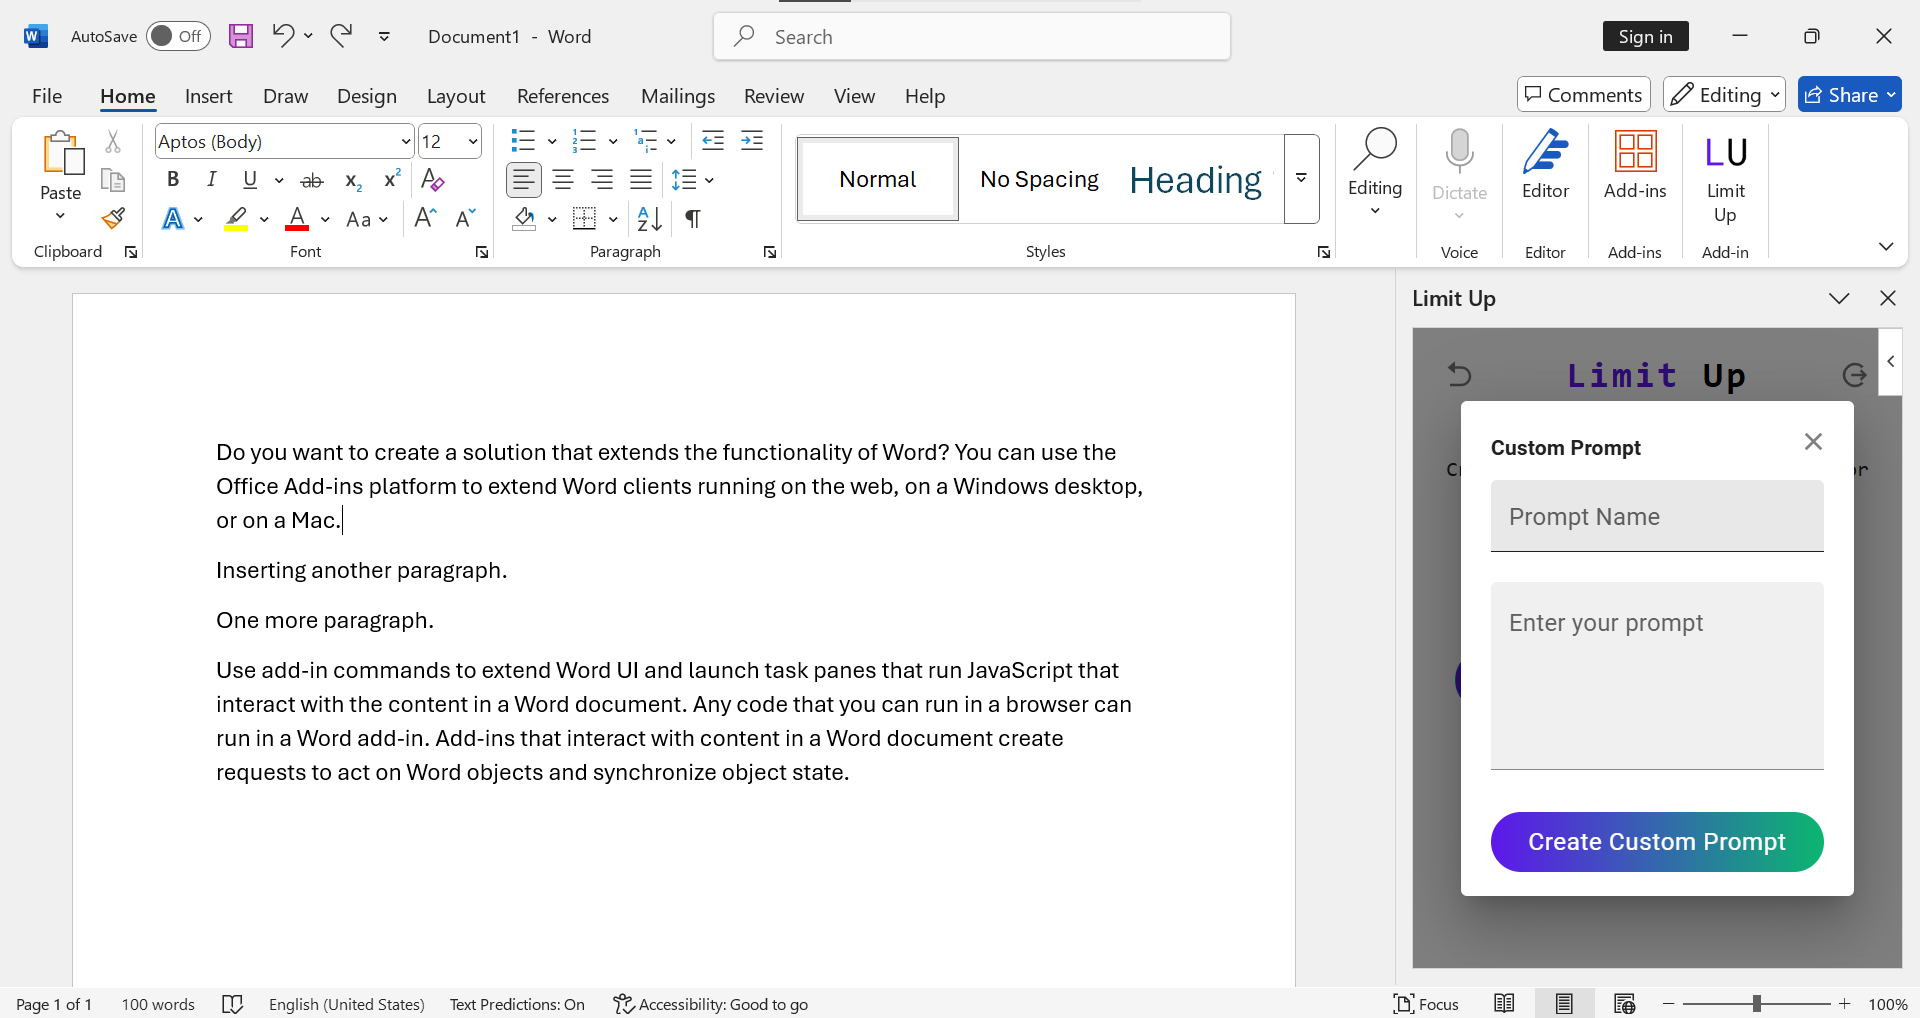 AutoSave Off Document1 - Word Search Sign in
File Home Insert Draw Design Layout References Mailings Review View Help Comments Editing Share
Aptos (Body) 12
Paste
Normal No Spacing Heading
Editing Dictate Editor Add-ins LU
Limit
Up
Clipboard Font Paragraph Styles Voice Editor Add-ins Add-in
Limit Up
Limit Up
Custom Prompt
Prompt Name
Enter your prompt
Create Custom Prompt
Do you want to create a solution that extends the functionality of Word? You can use the
Office Add-ins platform to extend Word clients running on the web, on a Windows desktop,
or on a Mac.
Inserting another paragraph.
One more paragraph.
Use add-in commands to extend Word UI and launch task panes that run JavaScript that
interact with the content in a Word document. Any code that you can run in a browser can
run in a Word add-in. Add-ins that interact with content in a Word document create
requests to act on Word objects and synchronize object state.
Page 1 of 1 100 words English (United States) Text Predictions: On Accessibility: Good to go Focus 100%